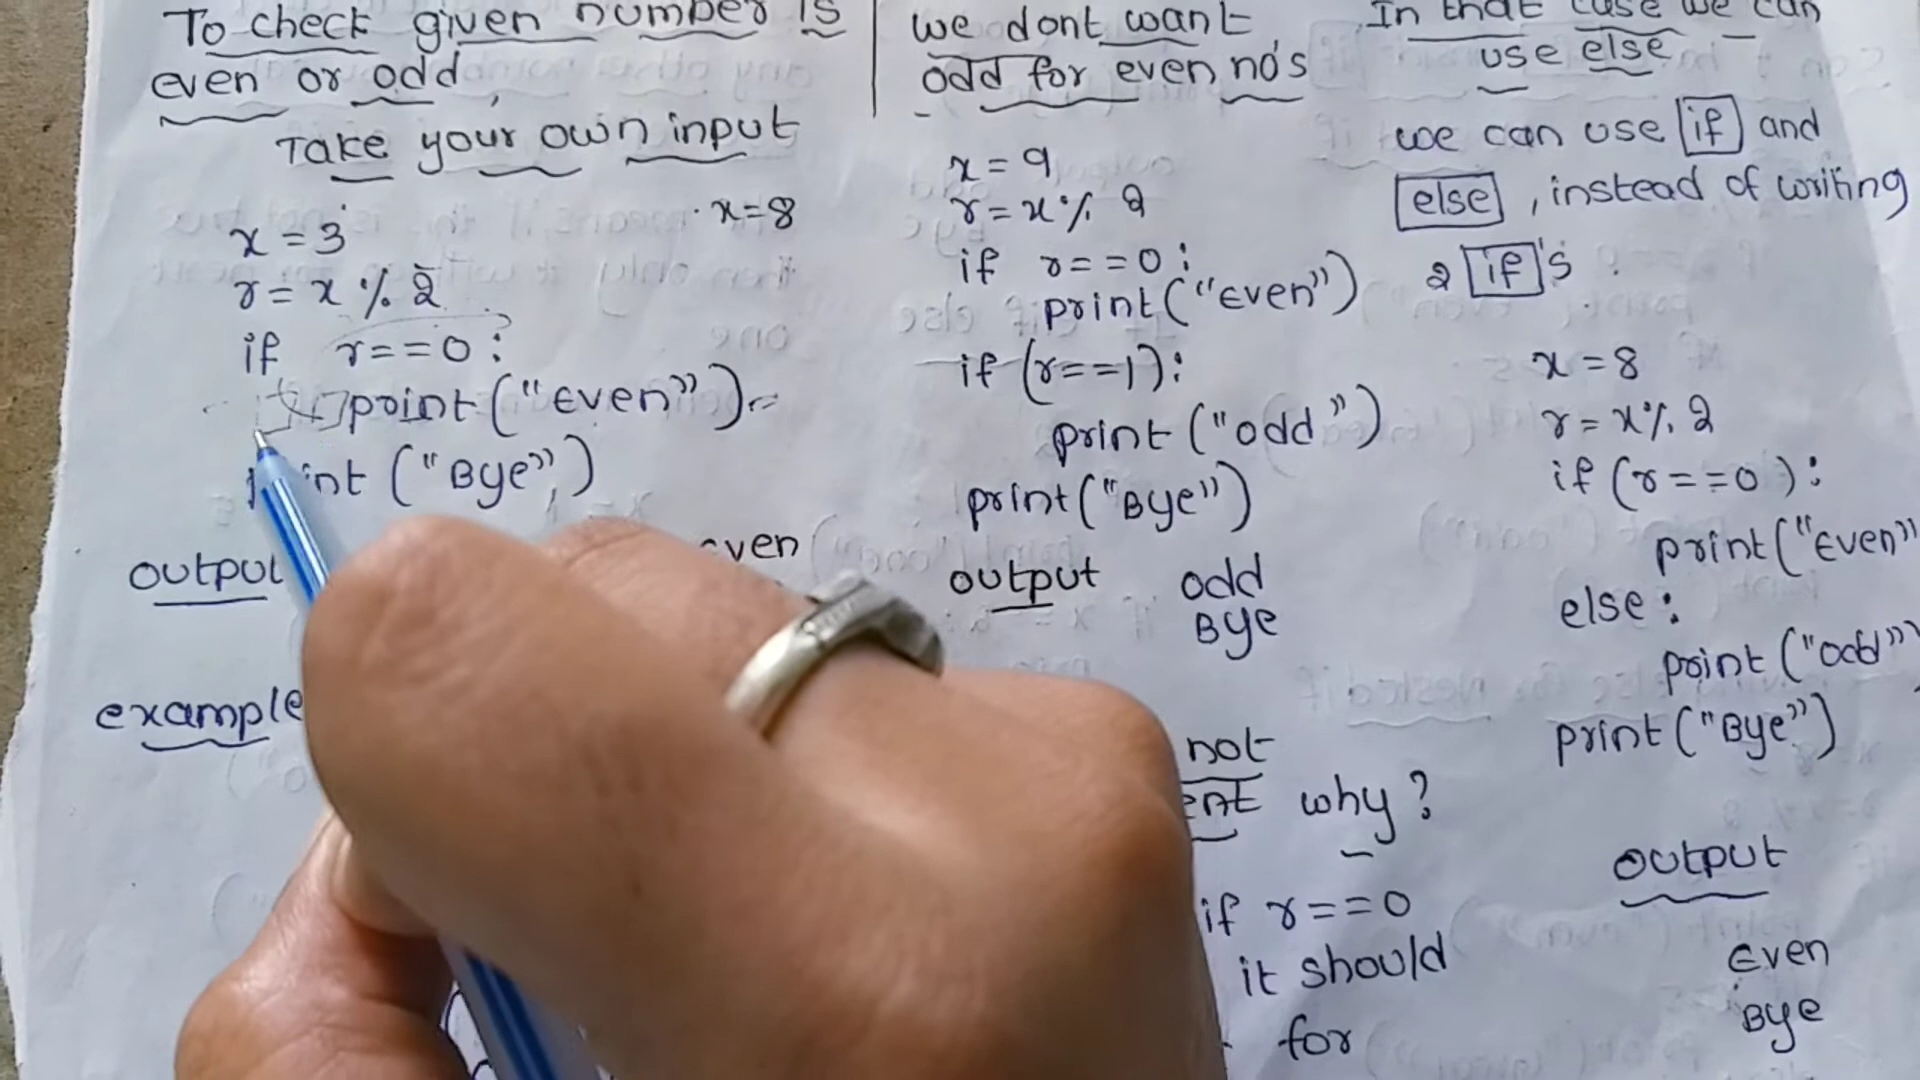 To check given number is
even or odd,
Take your own input
x=8
x = 3
r = x % 2
if r==0 :
print("Even")
("Bye")
output
even
example
we dont want
odd for even no's
x = 9
r = x % 2
if r==0 :
print("Even")
if (r==1):
print ("odd")
print("Bye")
output odd
Bye
not
why?
if r==0
it should
for
In that case we can
use else
we can use if and
else, instead of writing
2 if's
x = 8
r = x % 2
if (r==0):
print("Even"
else :
print ("odd"
print("Bye")
output
Even
Bye